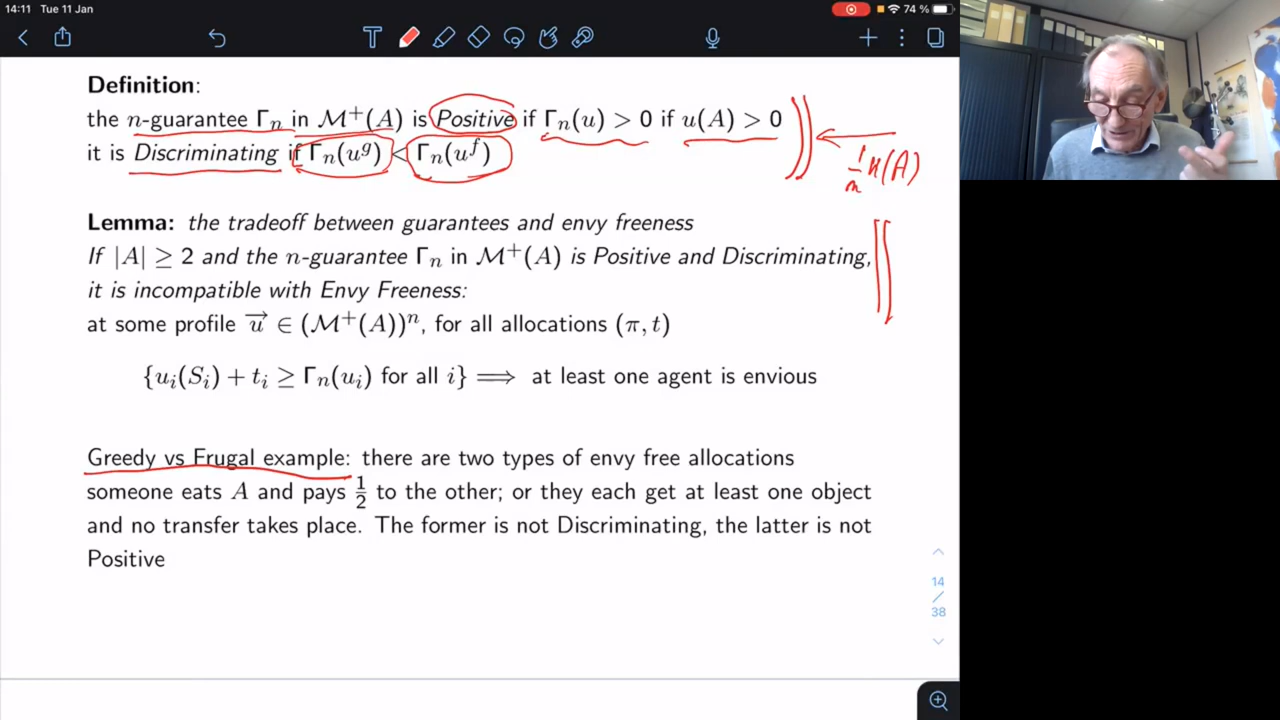 14:11 Tue 11 Jan
74 %
Definition:
the n-guarantee Γₙ in 𝓜⁺(A) is Positive if Γₙ(u) > 0 if u(A) > 0
it is Discriminating if Γₙ(uᵍ) < Γₙ(uᶠ)
1/n u(A)
Lemma: the tradeoff between guarantees and envy freeness
If |A| ≥ 2 and the n-guarantee Γₙ in 𝓜⁺(A) is Positive and Discriminating,
it is incompatible with Envy Freeness:
at some profile u⃗ ∈ (𝓜⁺(A))ⁿ, for all allocations (π, t)
{uᵢ(Sᵢ) + tᵢ ≥ Γₙ(uᵢ) for all i} ⟹ at least one agent is envious
Greedy vs Frugal example: there are two types of envy free allocations
someone eats A and pays 1/2 to the other; or they each get at least one object
and no transfer takes place. The former is not Discriminating, the latter is not
Positive
14
/
38